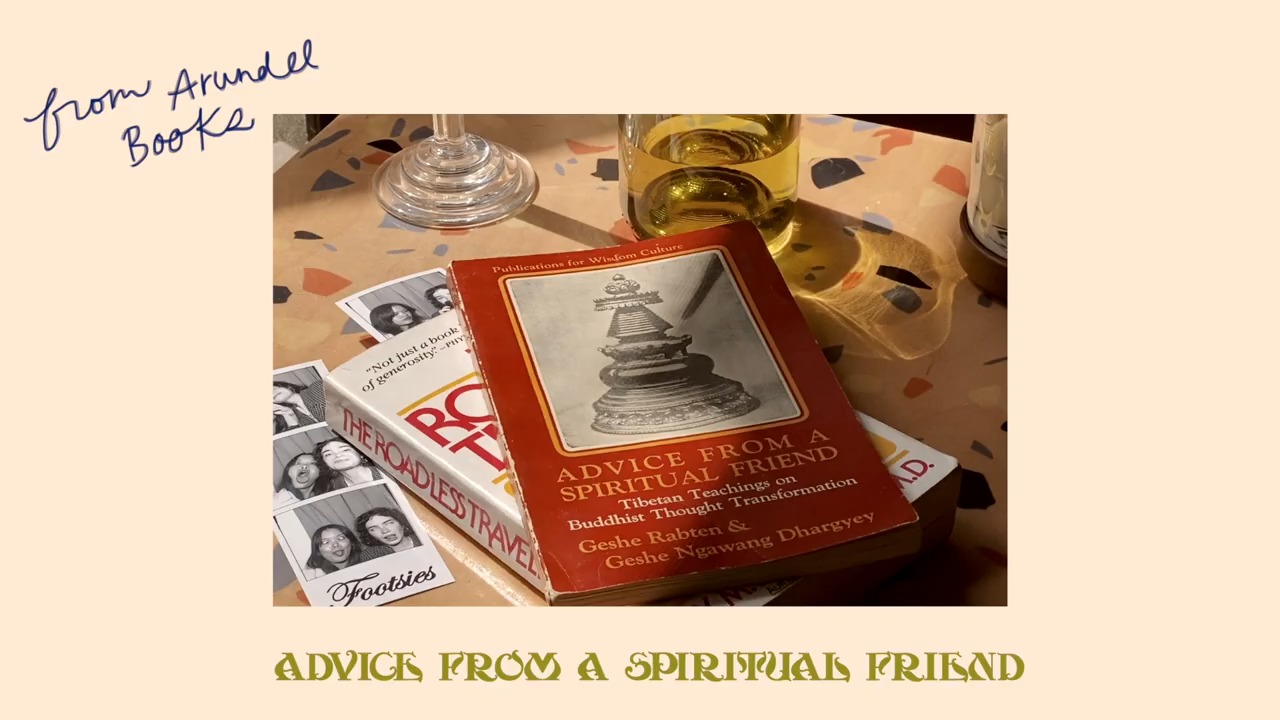 from Arundel
Books
Publications for Wisdom Culture
"Not just a book
of generosity."
THE ROAD LESS TRAVEL
ADVICE FROM A
SPIRITUAL FRIEND
Tibetan Teachings on
Buddhist Thought Transformation
Geshe Rabten &
Geshe Ngawang Dhargyey
Footsies
ADVICE FROM A SPIRITUAL FRIEND